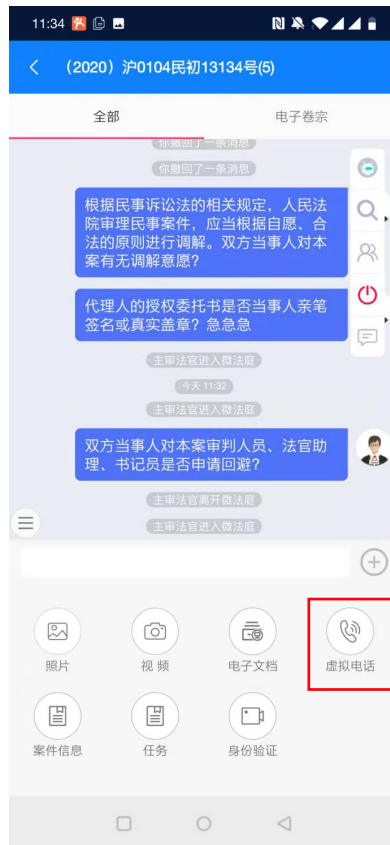 11:34
(2020) 沪0104民初13134号(5)
全部
电子卷宗
你撤回了一条消息
你撤回了一条消息
根据民事诉讼法的相关规定，人民法
院审理民事案件，应当根据自愿、合
法的原则进行调解。双方当事人对本
案有无调解意愿？
代理人的授权委托书是否当事人亲笔
签名或真实盖章？急急急
主审法官进入微法庭
今天 11:32
主审法官进入微法庭
双方当事人对本案审判人员、法官助
理、书记员是否申请回避？
主审法官离开微法庭
主审法官进入微法庭
照片
视 频
电子文档
虚拟电话
案件信息
任务
身份验证